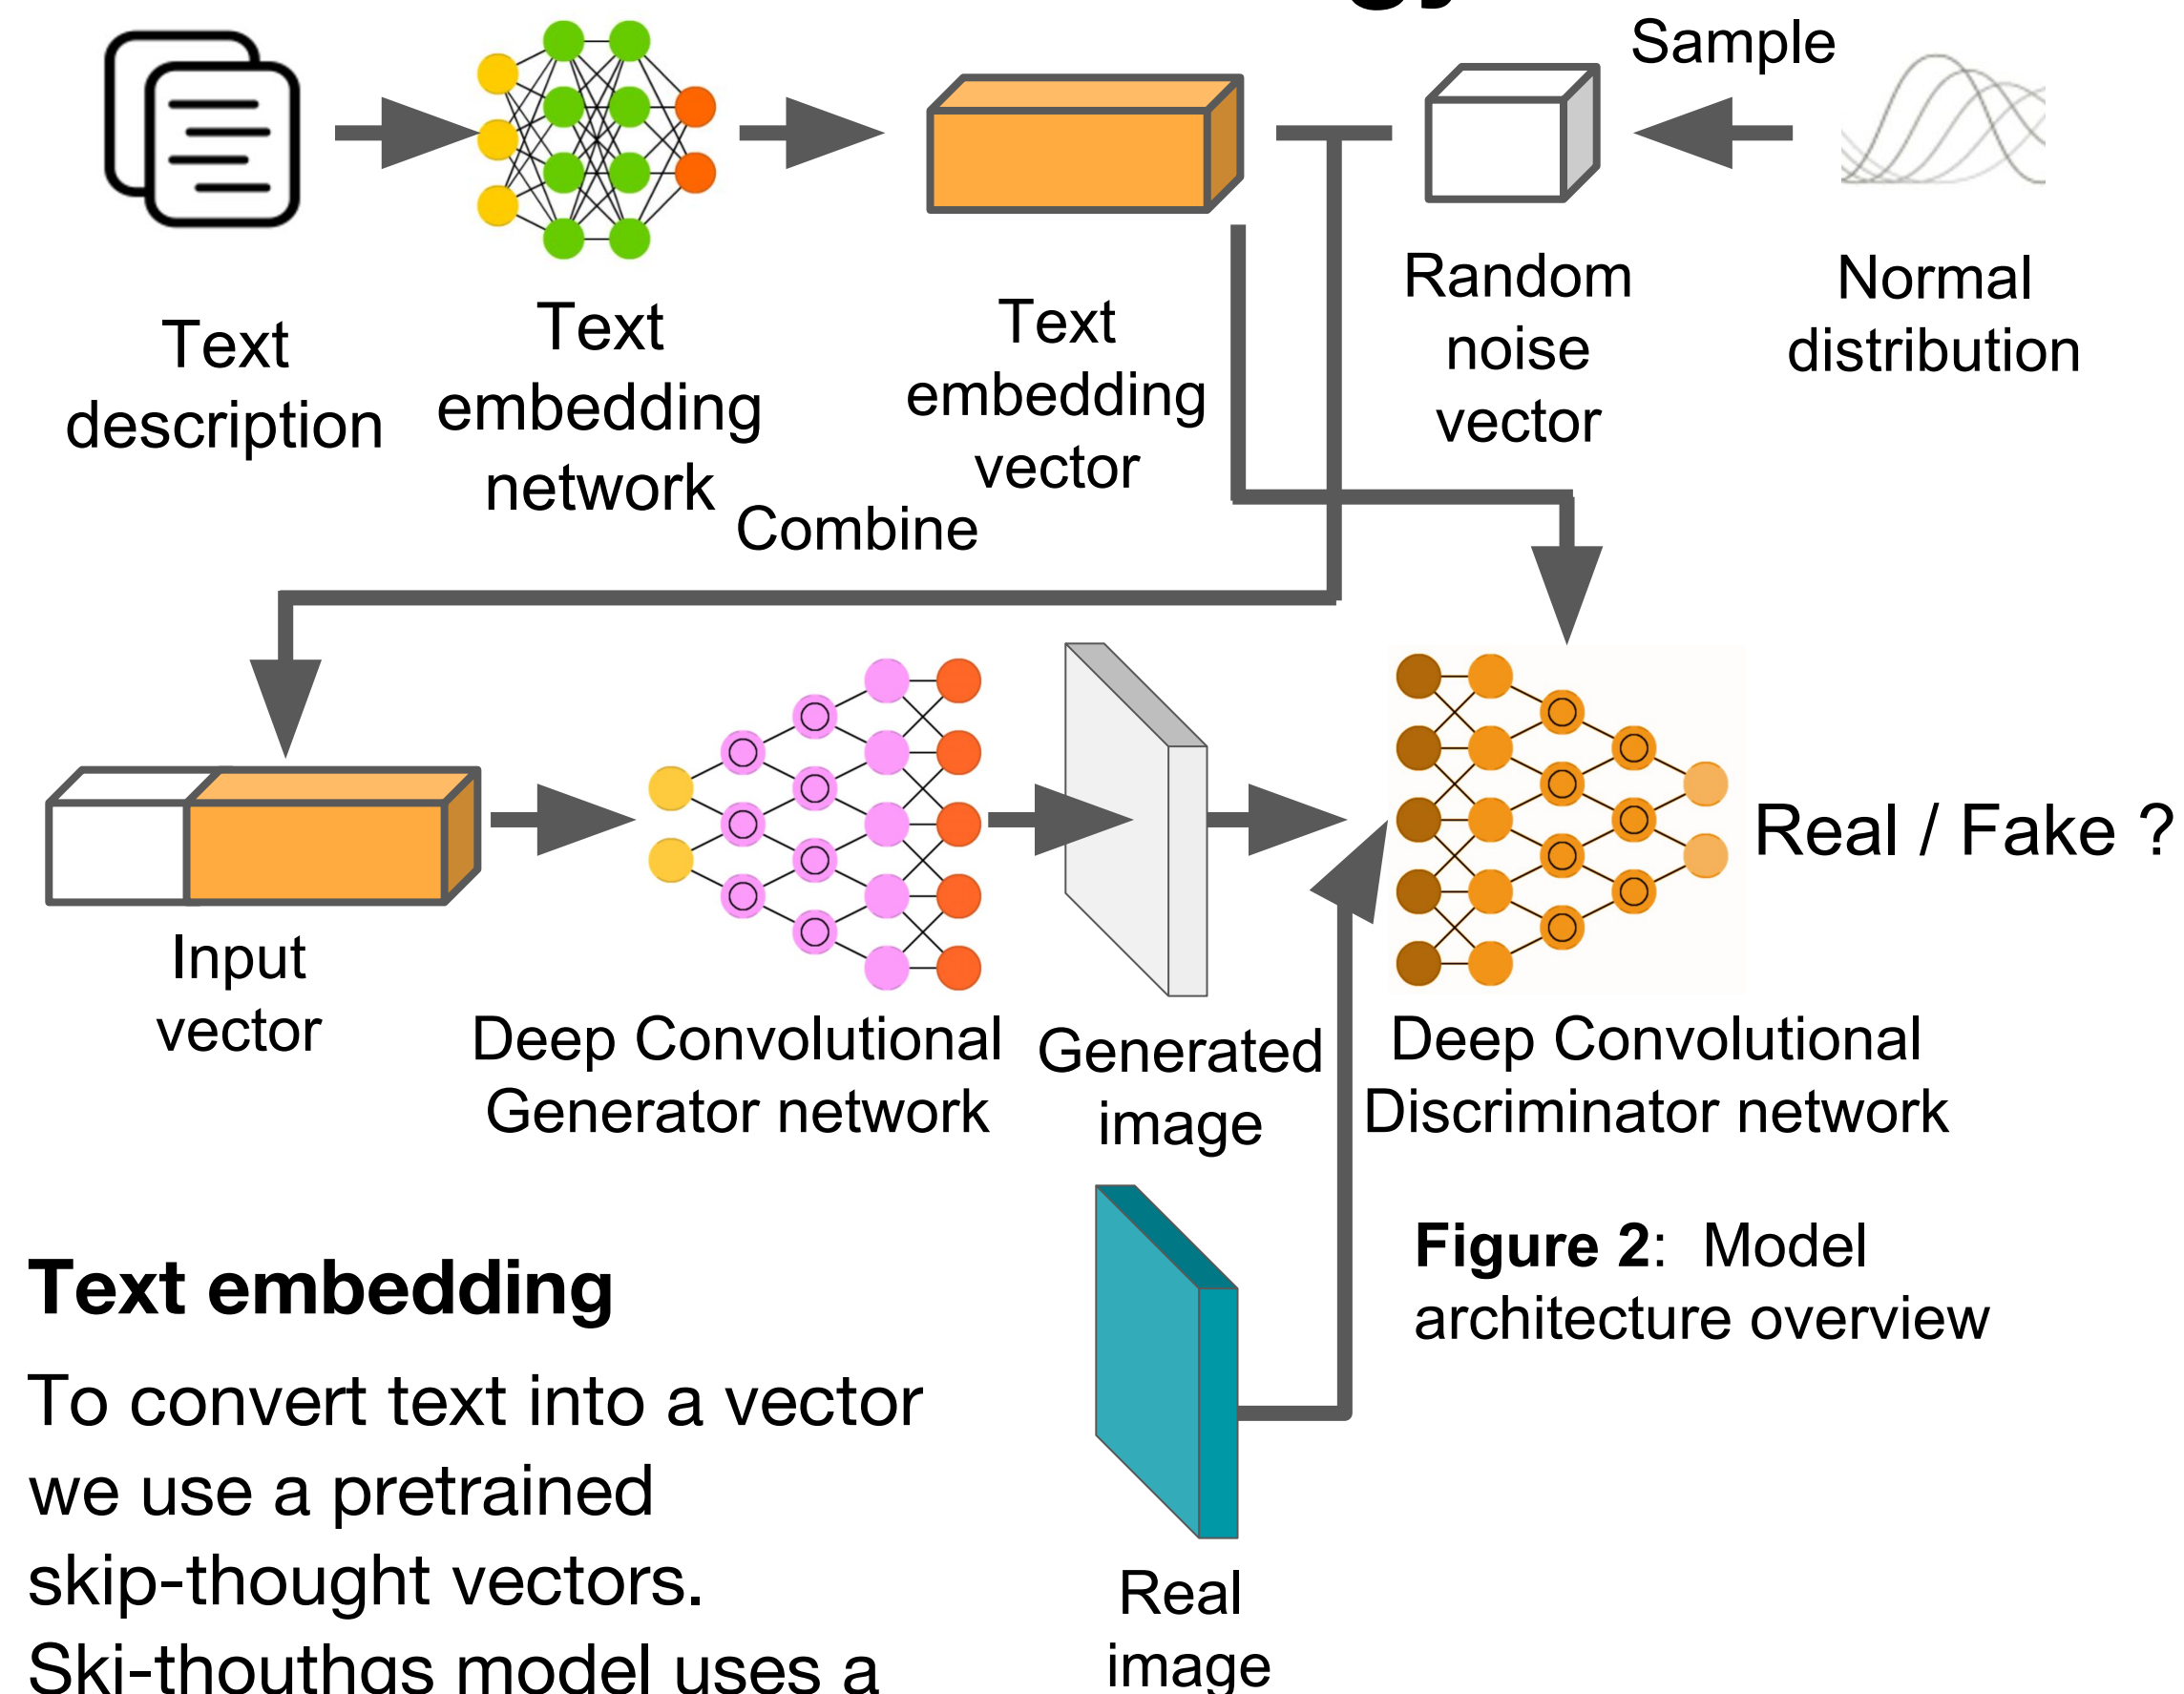 Sample
Text
description
Text
embedding
network
Text
embedding
vector
Random
noise
vector
Normal
distribution
Combine
Input
vector
Deep Convolutional
Generator network
Generated
image
Deep Convolutional
Discriminator network
Real / Fake ?
Real
image
Figure 2: Model
architecture overview
Text embedding
To convert text into a vector
we use a pretrained
skip-thought vectors.
Ski-thouthgs model uses a